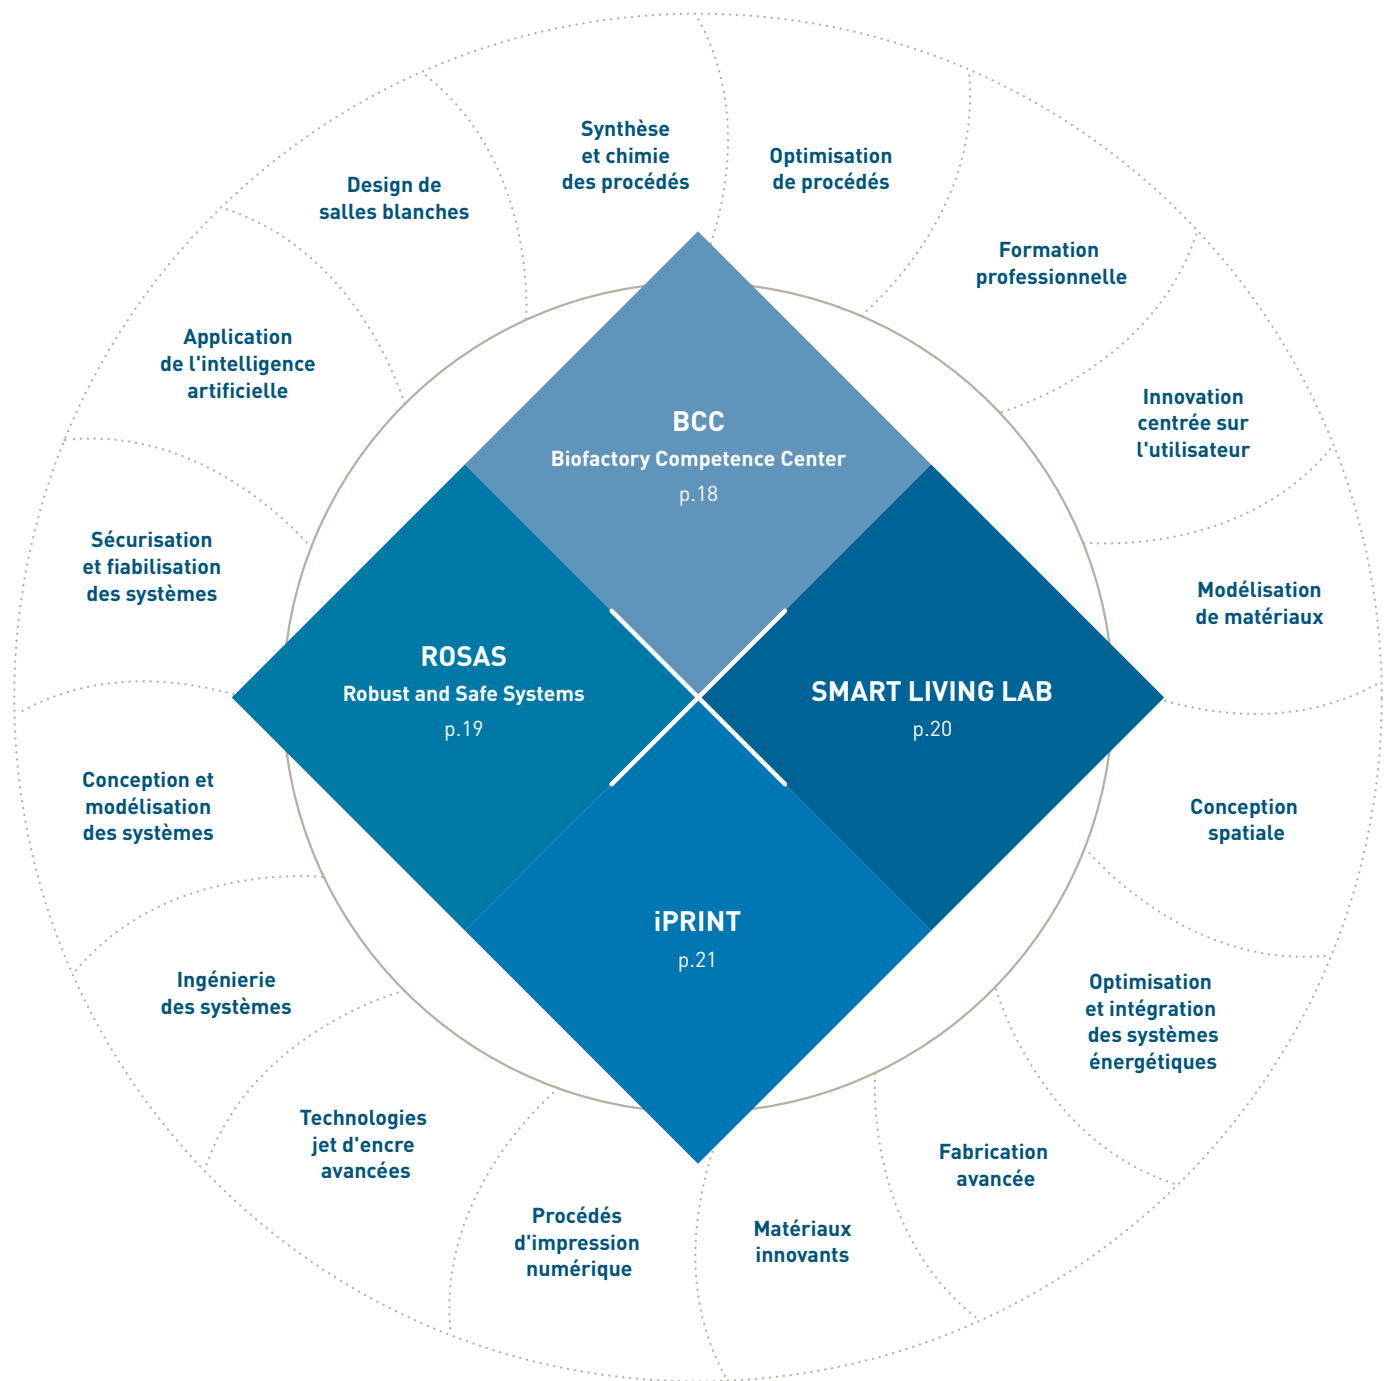 Synthèse
et chimie
des procédés
Optimisation
de procédés
Formation
professionnelle
Innovation
centrée sur
l'utilisateur
Modélisation
de matériaux
Conception
spatiale
Optimisation
et intégration
des systèmes
énergétiques
Fabrication
avancée
Matériaux
innovants
Procédés
d'impression
numérique
Technologies
jet d'encre
avancées
Ingénierie
des systèmes
Conception et
modélisation
des systèmes
Sécurisation
et fiabilisation
des systèmes
Application
de l'intelligence
artificielle
Design de
salles blanches
BCC
Biofactory Competence Center
p.18
ROSAS
Robust and Safe Systems
p.19
SMART LIVING LAB
p.20
iPRINT
p.21